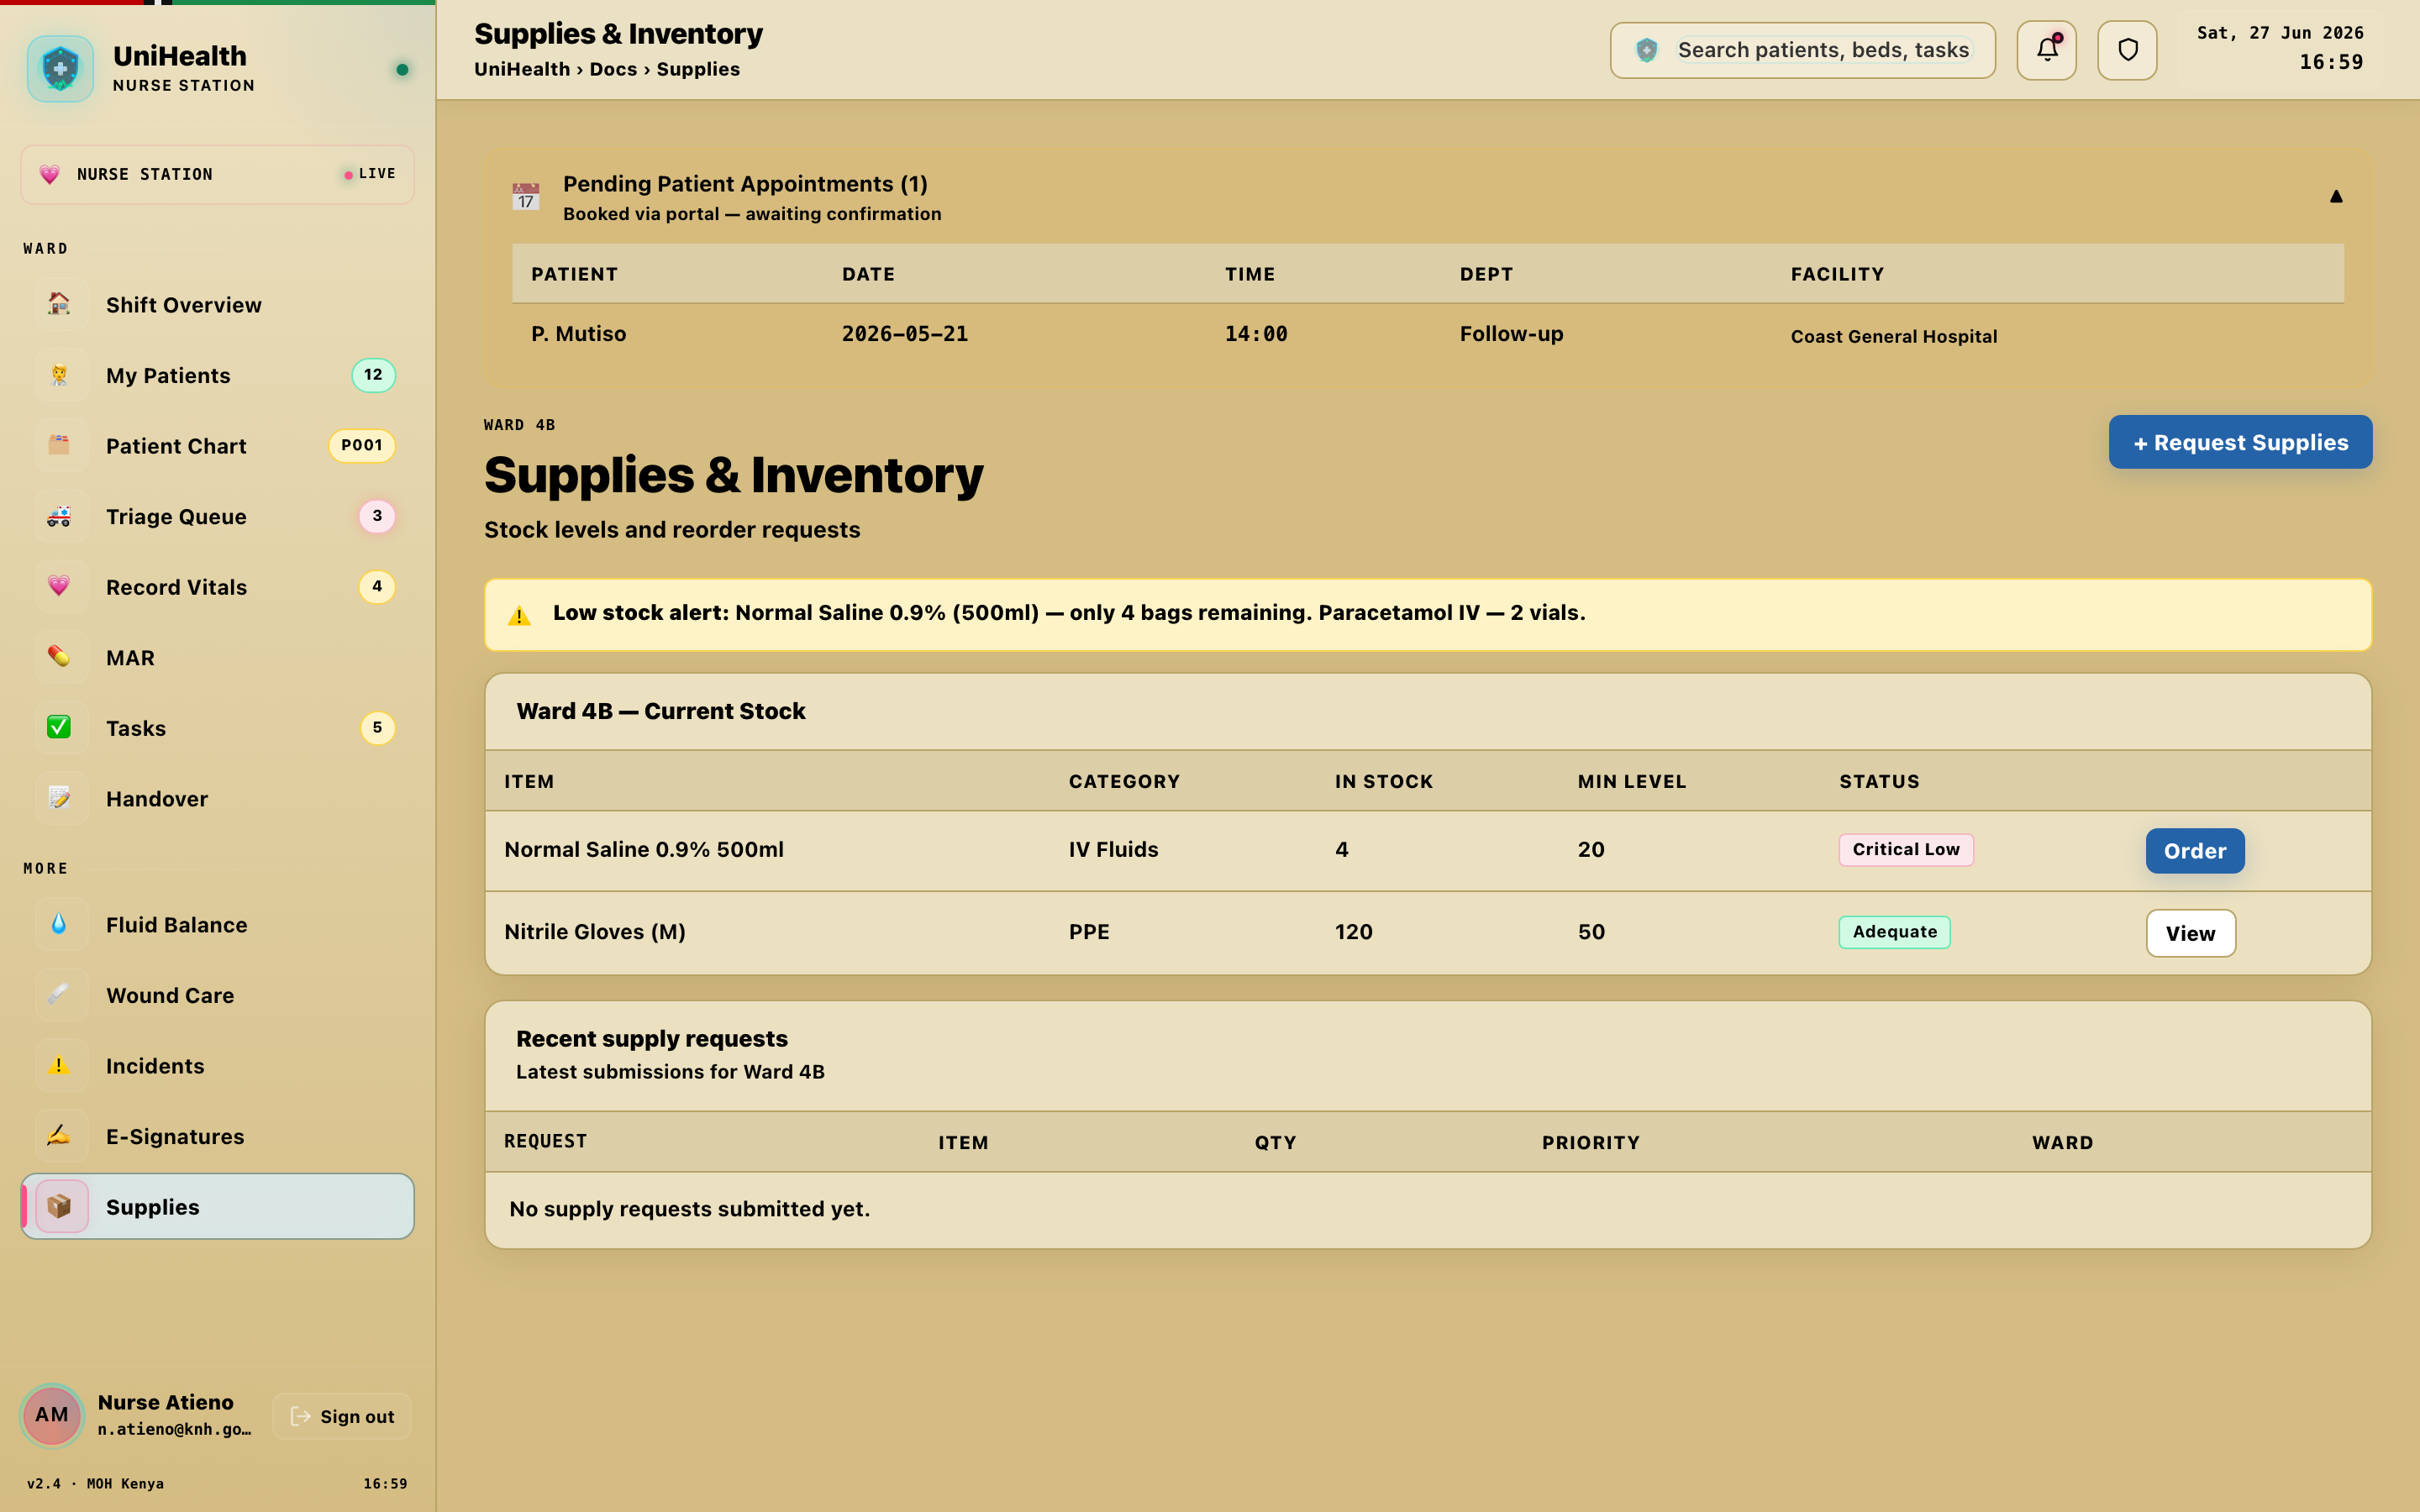 UniHealth
NURSE STATION
NURSE STATION
LIVE
WARD
Shift Overview
My Patients
12
Patient Chart
P001
Triage Queue
3
Record Vitals
4
MAR
Tasks
5
Handover
MORE
Fluid Balance
Wound Care
Incidents
E-Signatures
Supplies
AM
Nurse Atieno
n.atieno@knh.go…
Sign out
v2.4 · MOH Kenya
16:59
Supplies & Inventory
UniHealth › Docs › Supplies
Search patients, beds, tasks
Sat, 27 Jun 2026
16:59
17
Pending Patient Appointments (1)
Booked via portal — awaiting confirmation
▲
PATIENT DATE TIME DEPT FACILITY
P. Mutiso 2026-05-21 14:00 Follow-up Coast General Hospital
WARD 4B
Supplies & Inventory
Stock levels and reorder requests
+ Request Supplies
Low stock alert: Normal Saline 0.9% (500ml) — only 4 bags remaining. Paracetamol IV — 2 vials.
Ward 4B — Current Stock
ITEM CATEGORY IN STOCK MIN LEVEL STATUS
Normal Saline 0.9% 500ml IV Fluids 4 20 Critical Low Order
Nitrile Gloves (M) PPE 120 50 Adequate View
Recent supply requests
Latest submissions for Ward 4B
REQUEST ITEM QTY PRIORITY WARD
No supply requests submitted yet.